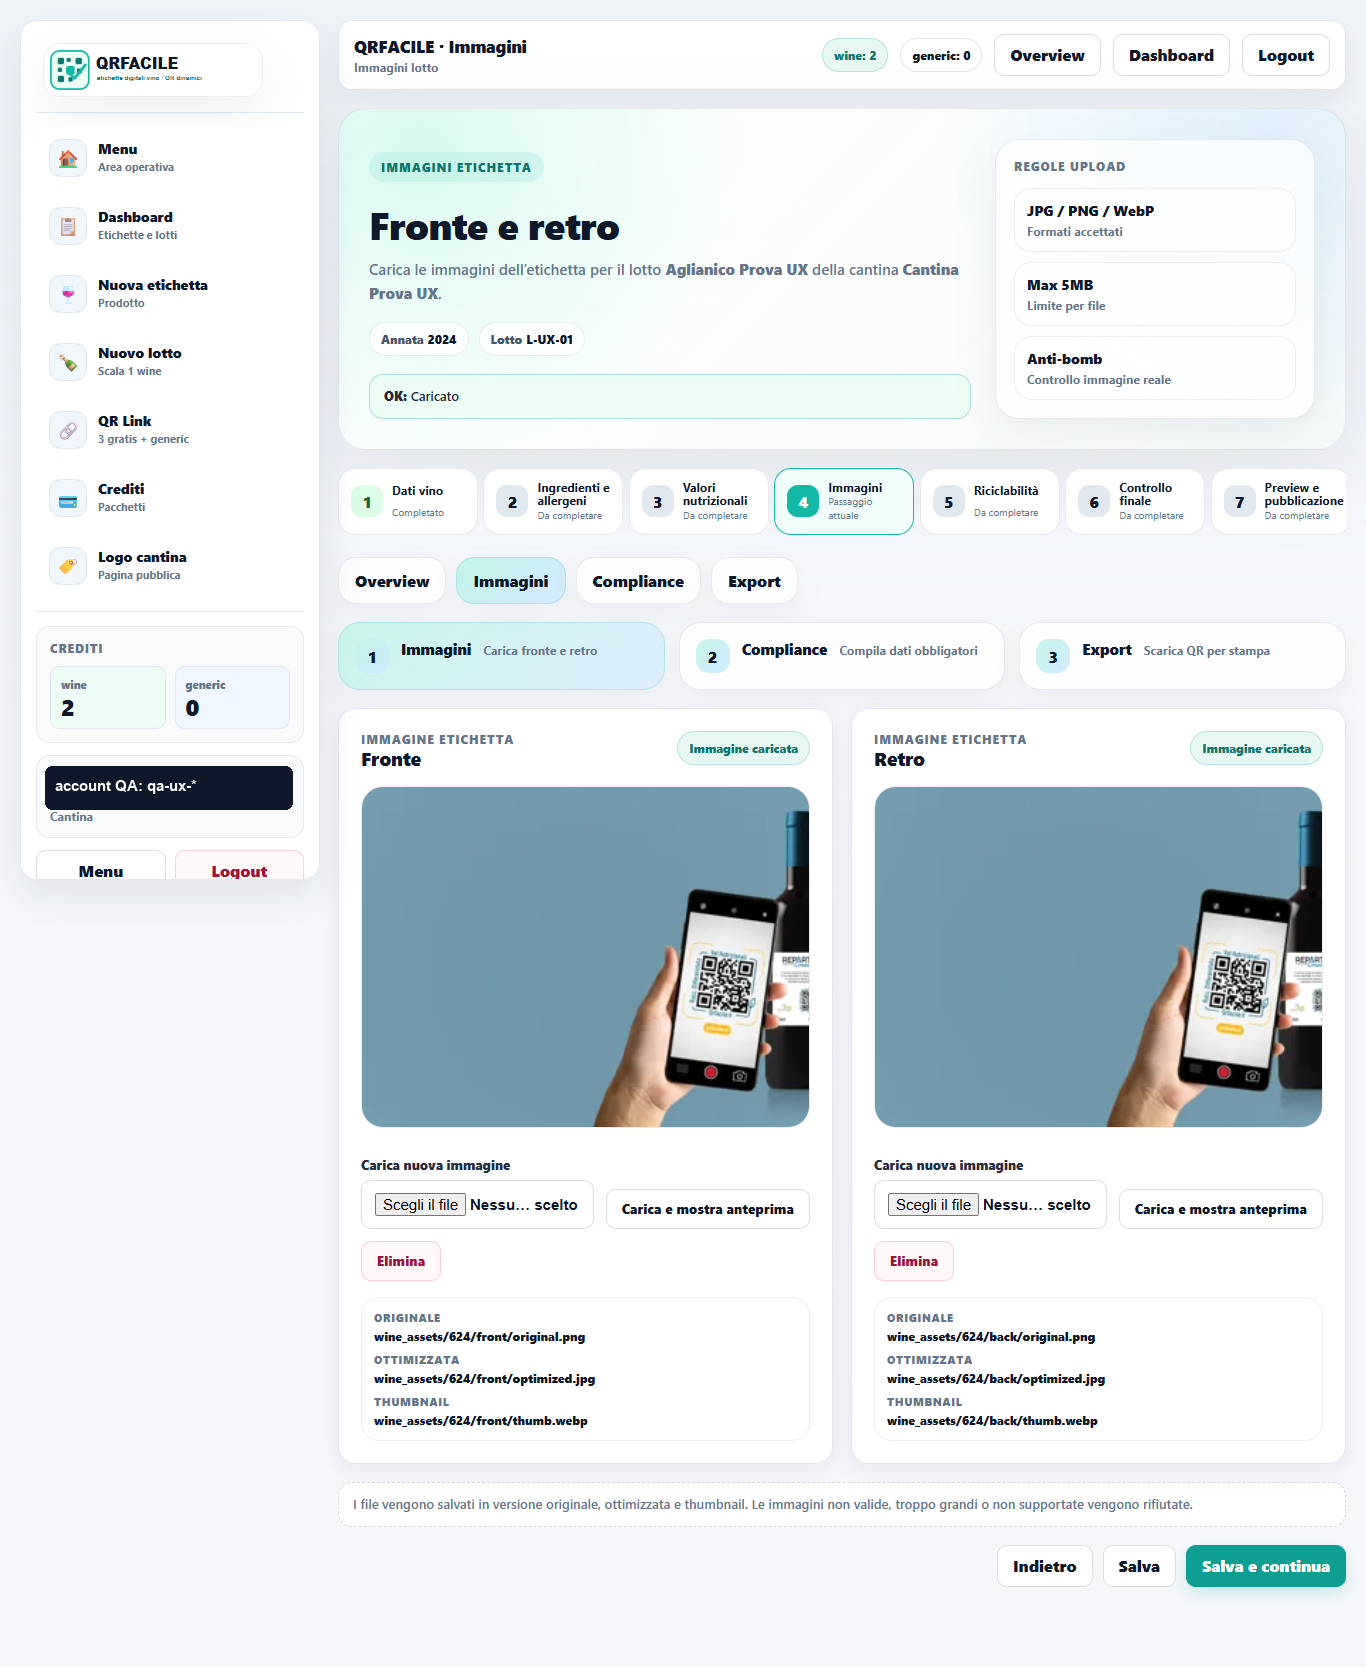 QRFACILE
etichette digitali vino · QR dinamici
Menu
Area operativa
Dashboard
Etichette e lotti
Nuova etichetta
Prodotto
Nuovo lotto
Scala 1 wine
QR Link
3 gratis + generic
Crediti
Pacchetti
Logo cantina
Pagina pubblica
CREDITI
wine
2
generic
0
account QA: qa-ux-*
Cantina
Menu
Logout
QRFACILE · Immagini
Immagini lotto
wine: 2
generic: 0
Overview
Dashboard
Logout
IMMAGINI ETICHETTA
Fronte e retro
Carica le immagini dell’etichetta per il lotto Aglianico Prova UX della cantina Cantina
Prova UX.
Annata 2024
Lotto L-UX-01
OK: Caricato
REGOLE UPLOAD
JPG / PNG / WebP
Formati accettati
Max 5MB
Limite per file
Anti-bomb
Controllo immagine reale
1
Dati vino
Completato
2
Ingredienti e
allergeni
Da completare
3
Valori
nutrizionali
Da completare
4
Immagini
Passaggio
attuale
5
Riciclabilità
Da completare
6
Controllo
finale
Da completare
7
Preview e
pubblicazione
Da completare
Overview
Immagini
Compliance
Export
1
Immagini Carica fronte e retro
2
Compliance Compila dati obbligatori
3
Export Scarica QR per stampa
IMMAGINE ETICHETTA
Fronte
Immagine caricata
Carica nuova immagine
Scegli il file Nessu... scelto
Carica e mostra anteprima
Elimina
ORIGINALE
wine_assets/624/front/original.png
OTTIMIZZATA
wine_assets/624/front/optimized.jpg
THUMBNAIL
wine_assets/624/front/thumb.webp
IMMAGINE ETICHETTA
Retro
Immagine caricata
Carica nuova immagine
Scegli il file Nessu... scelto
Carica e mostra anteprima
Elimina
ORIGINALE
wine_assets/624/back/original.png
OTTIMIZZATA
wine_assets/624/back/optimized.jpg
THUMBNAIL
wine_assets/624/back/thumb.webp
I file vengono salvati in versione originale, ottimizzata e thumbnail. Le immagini non valide, troppo grandi o non supportate vengono rifiutate.
Indietro
Salva
Salva e continua